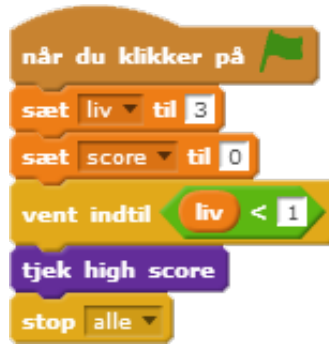 når du klikker på
sæt liv til 3
sæt score til 0
vent indtil liv < 1
tjek high score
stop alle